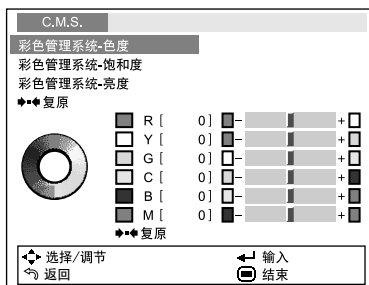 C.M.S.
彩色管理系统-色度
彩色管理系统-饱和度
彩色管理系统-亮度
复原
R [ 0] - +
Y [ 0] - +
G [ 0] - +
C [ 0] - +
B [ 0] - +
M [ 0] - +
复原
选择/调节 输入
返回 结束